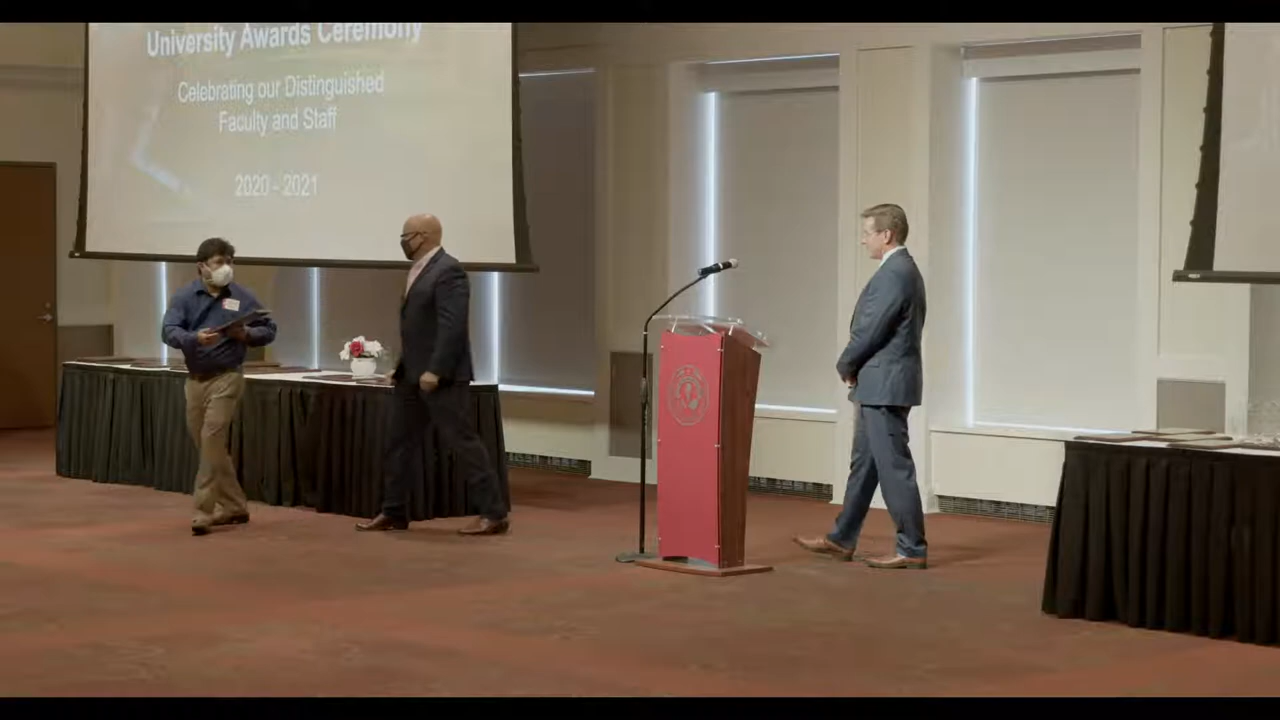 University Awards Ceremony
Celebrating our Distinguished
Faculty and Staff
2020 - 2021